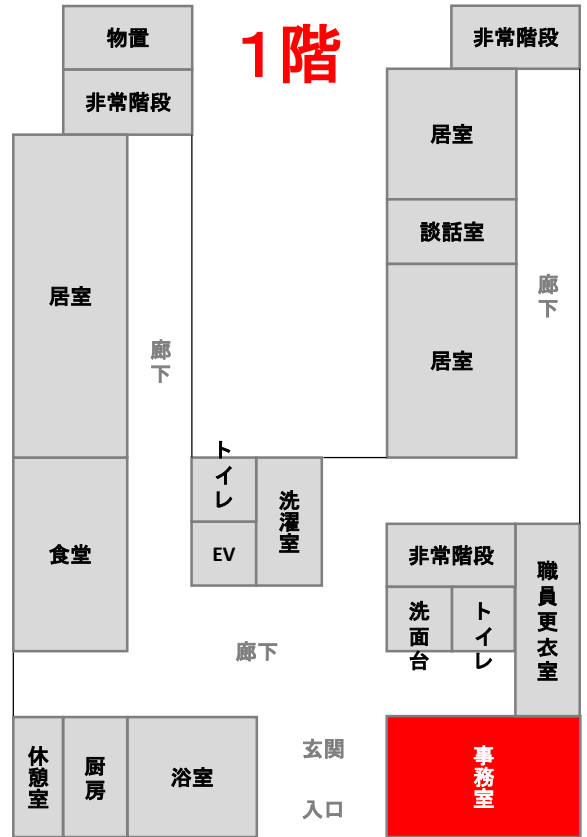 物置
1階
非常階段
非常階段
居室
談話室
居室
廊下
居室
廊下
トイレ
EV
洗濯室
食堂
非常階段
洗面台
トイレ
職員更衣室
廊下
休憩室
厨房
浴室
玄関
入口
事務室